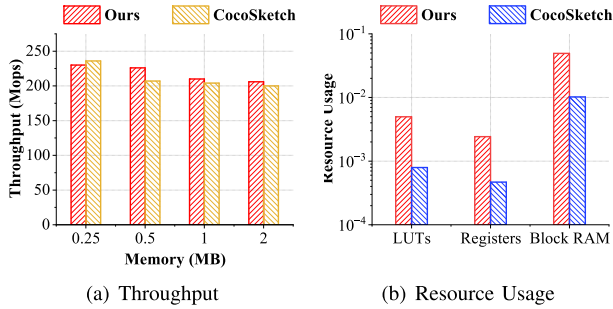 Ours CocoSketch
250
200
150
100
50
0
Throughput (Mops)
0.25 0.5 1 2
Memory (MB)
(a) Throughput
Ours CocoSketch
10⁻¹
10⁻²
10⁻³
10⁻⁴
Resource Usage
LUTs Registers Block RAM
(b) Resource Usage